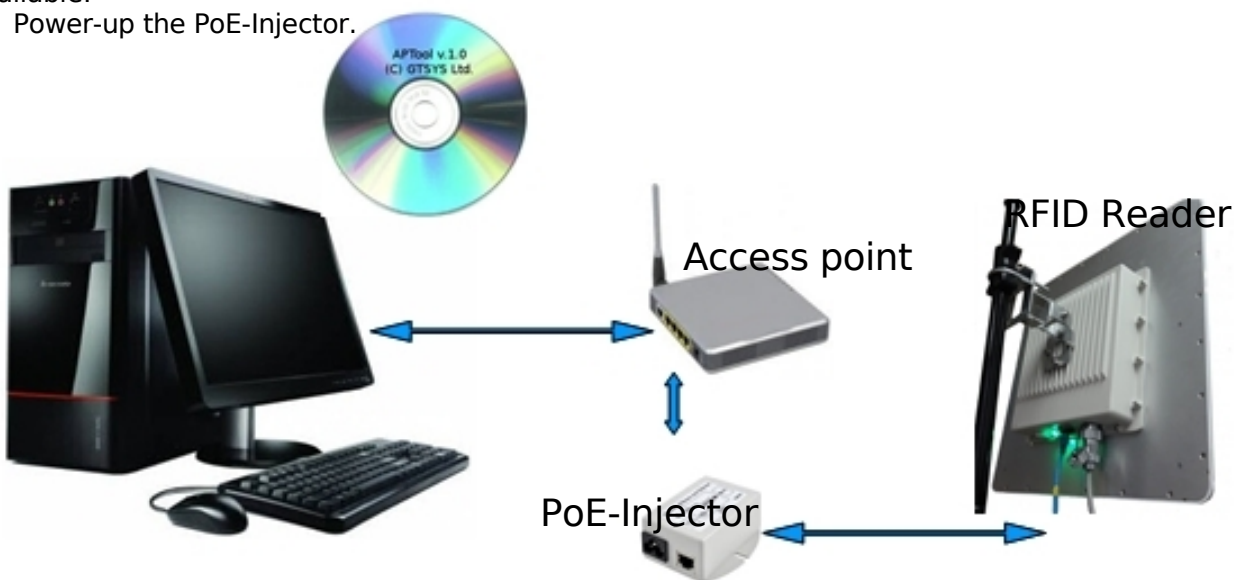 Power-up the PoE-Injector.
APTool v.1.0
(C) GTSYS Ltd.
RFID Reader
Access point
PoE-Injector